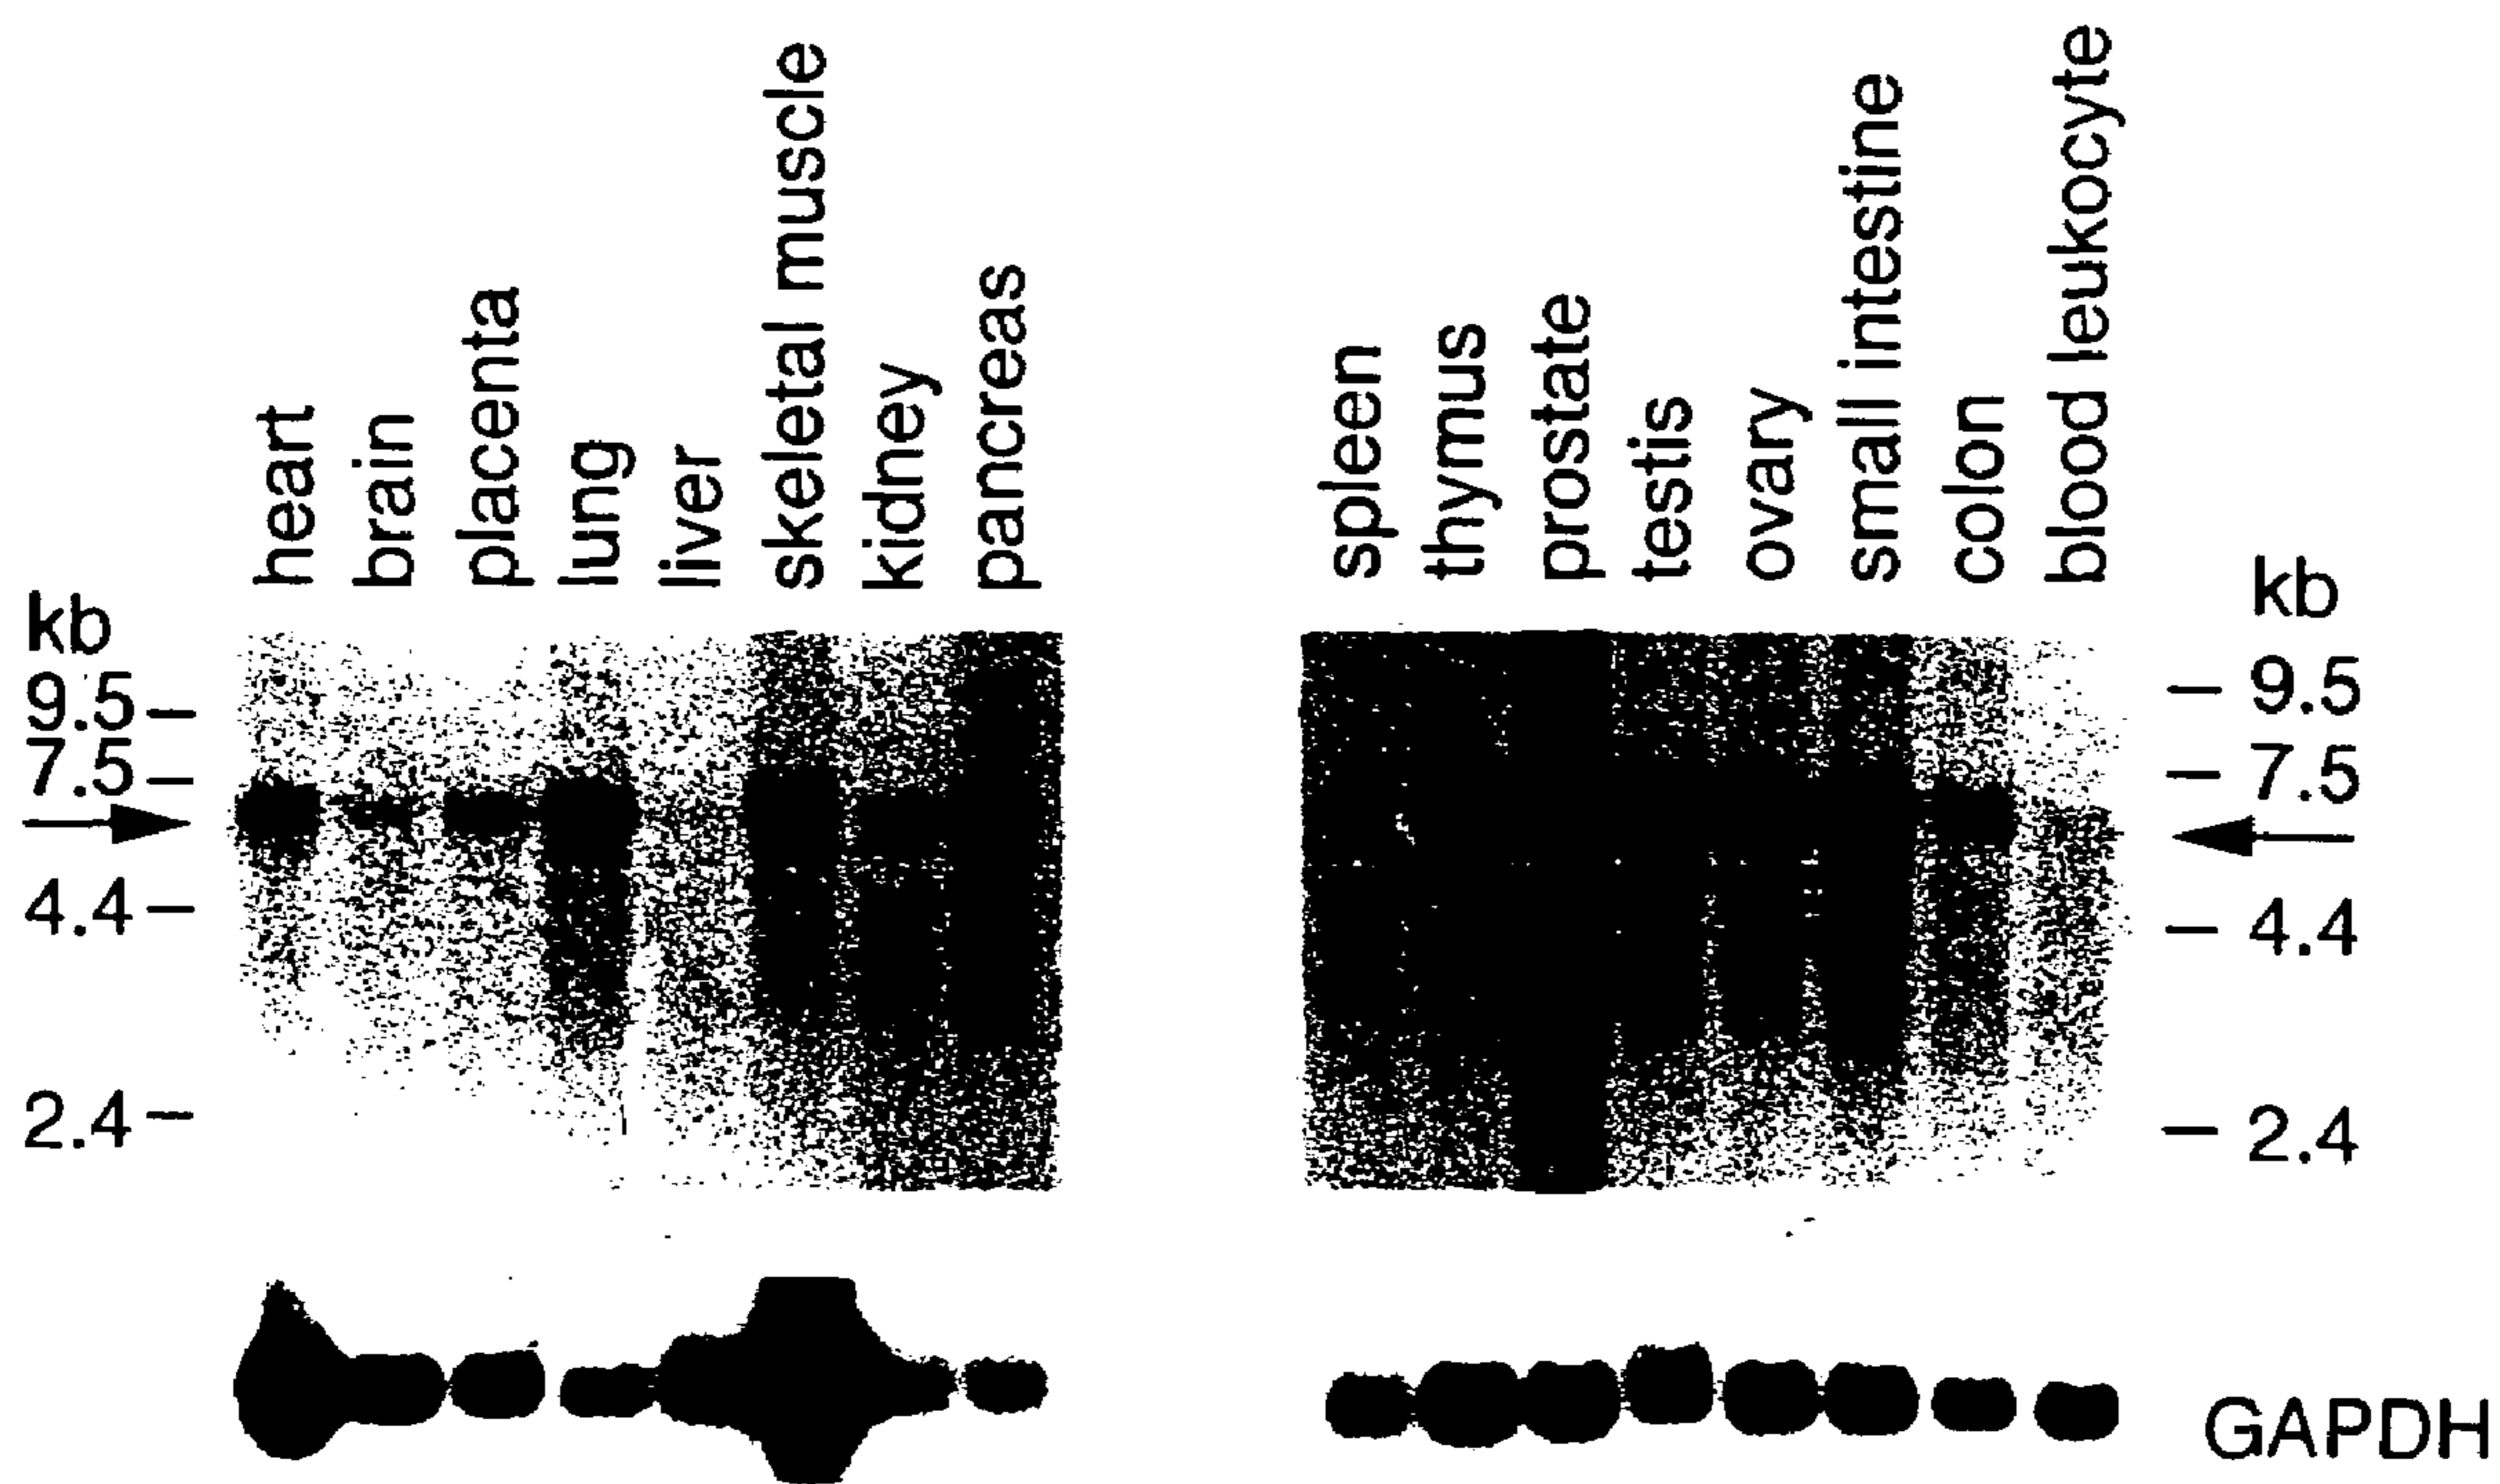 heart
brain
placenta
lung
liver
skeletal muscle
kidney
pancreas
spleen
thymus
prostate
testis
ovary
small intestine
colon
blood leukocyte
kb
9.5
7.5
4.4
2.4
kb
9.5
7.5
4.4
2.4
GAPDH